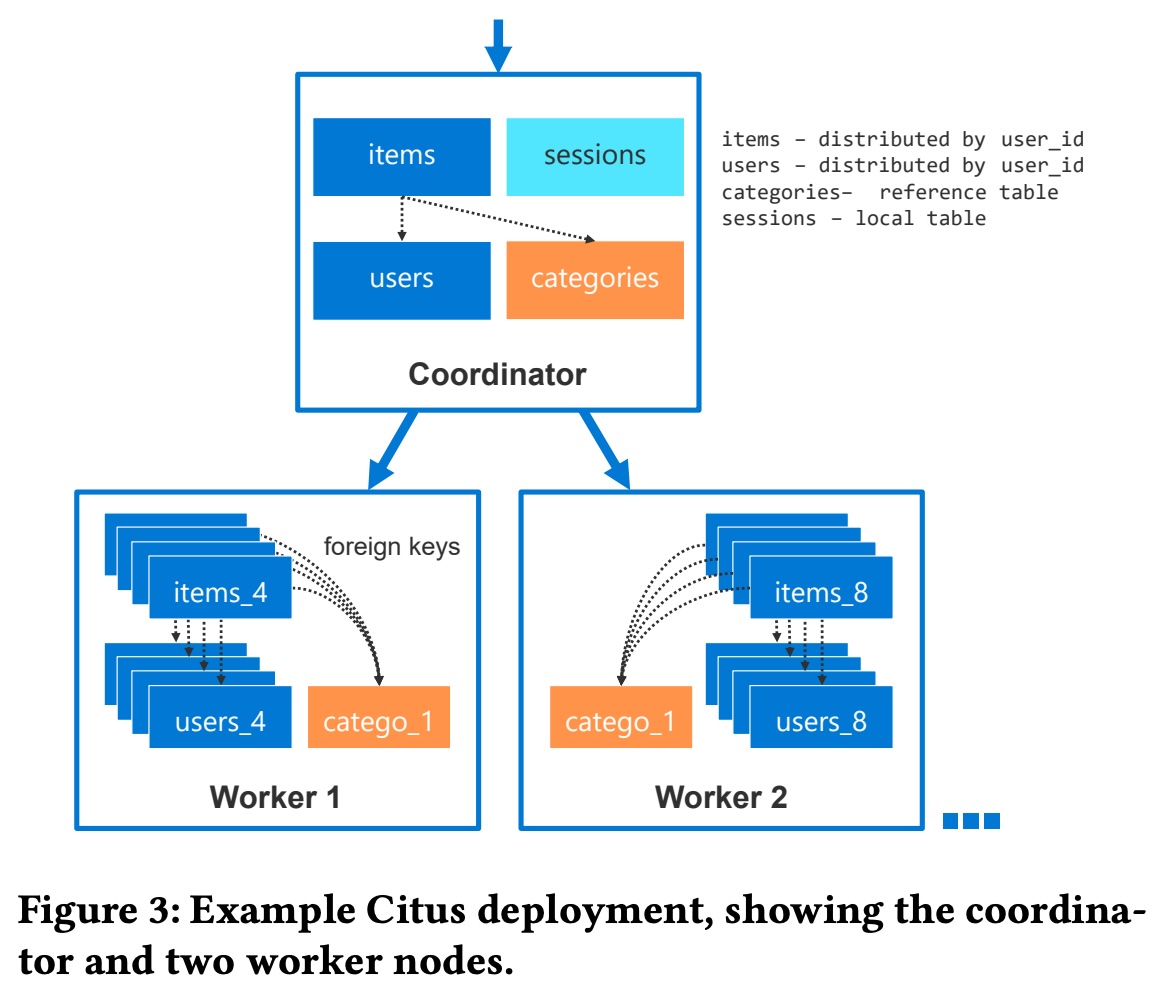 items
sessions
items – distributed by user_id
users – distributed by user_id
categories–  reference table
sessions – local table
users
categories
Coordinator
foreign keys
items_4
items_8
users_4
catego_1
catego_1
users_8
Worker 1
Worker 2
Figure 3: Example Citus deployment, showing the coordina-
tor and two worker nodes.